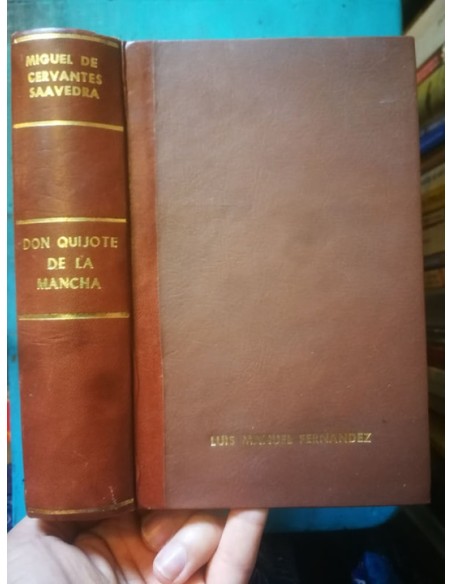 MIGUEL DE
CERVANTES
SAAVEDRA
DON QUIJOTE
DE LA
MANCHA
LUIS MANUEL FERNANDEZ